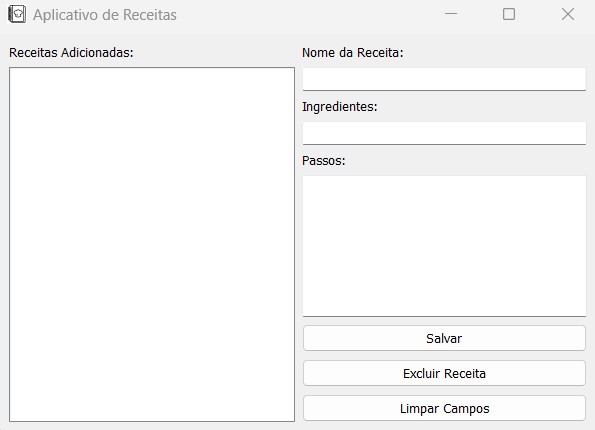 Aplicativo de Receitas
Receitas Adicionadas:
Nome da Receita:
Ingredientes:
Passos:
Salvar
Excluir Receita
Limpar Campos